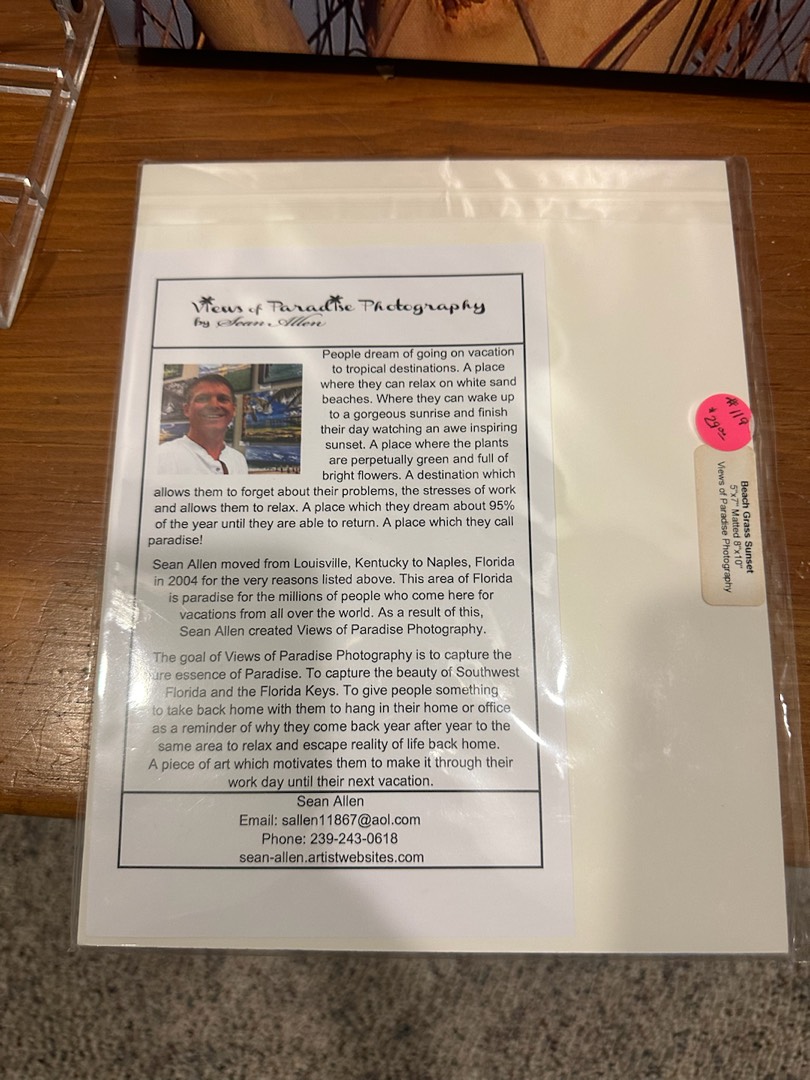 Views of Paradise Photography
by Sean Allen
People dream of going on vacation
to tropical destinations. A place
where they can relax on white sand
beaches. Where they can wake up
to a gorgeous sunrise and finish
their day watching an awe inspiring
sunset. A place where the plants
are perpetually green and full of
bright flowers. A destination which
allows them to forget about their problems, the stresses of work
and allows them to relax. A place which they dream about 95%
of the year until they are able to return. A place which they call
paradise!
Sean Allen moved from Louisville, Kentucky to Naples, Florida
in 2004 for the very reasons listed above. This area of Florida
is paradise for the millions of people who come here for
vacations from all over the world. As a result of this,
Sean Allen created Views of Paradise Photography.
The goal of Views of Paradise Photography is to capture the
pure essence of Paradise. To capture the beauty of Southwest
Florida and the Florida Keys. To give people something
to take back home with them to hang in their home or office
as a reminder of why they come back year after year to the
same area to relax and escape reality of life back home.
A piece of art which motivates them to make it through their
work day until their next vacation.
Sean Allen
Email: sallen11867@aol.com
Phone: 239-243-0618
sean-allen.artistwebsites.com
#119
$29.00
Beach Grass Sunset
5"x7" Matted 8"x10"
Views of Paradise Photography